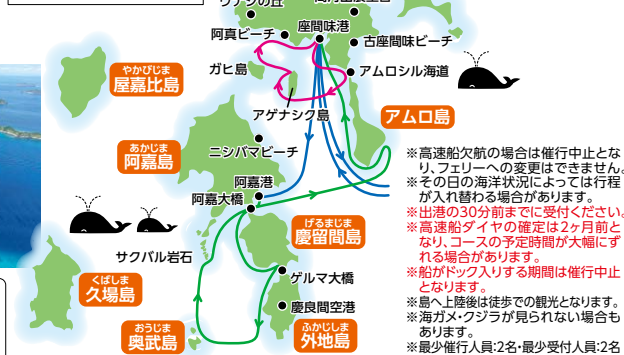 座間味港
阿真ビーチ
古座間味ビーチ
ガヒ島
アムロシル海道
アゲナシク島
アムロ島
やかびじま
屋嘉比島
あかじま
阿嘉島
ニシバマビーチ
阿嘉港
阿嘉大橋
げるまじま
慶留間島
サクバル岩石
くばしま
久場島
ゲルマ大橋
慶良間空港
おうじま
奥武島
ふかじしま
外地島
※高速船欠航の場合は催行中止とな
り、フェリーへの変更はできません。
※その日の海洋状況によっては行程
が入れ替わる場合があります。
※出港の30分前までに受付ください。
※高速船ダイヤの確定は2ヶ月前と
なり、コースの予定時間が大幅にず
れる場合があります。
※船がドック入りする期間は催行中止
となります。
※島へ上陸後は徒歩での観光となります。
※海ガメ・クジラが見られない場合も
あります。
※最少催行人員:2名・最少受付人員:2名